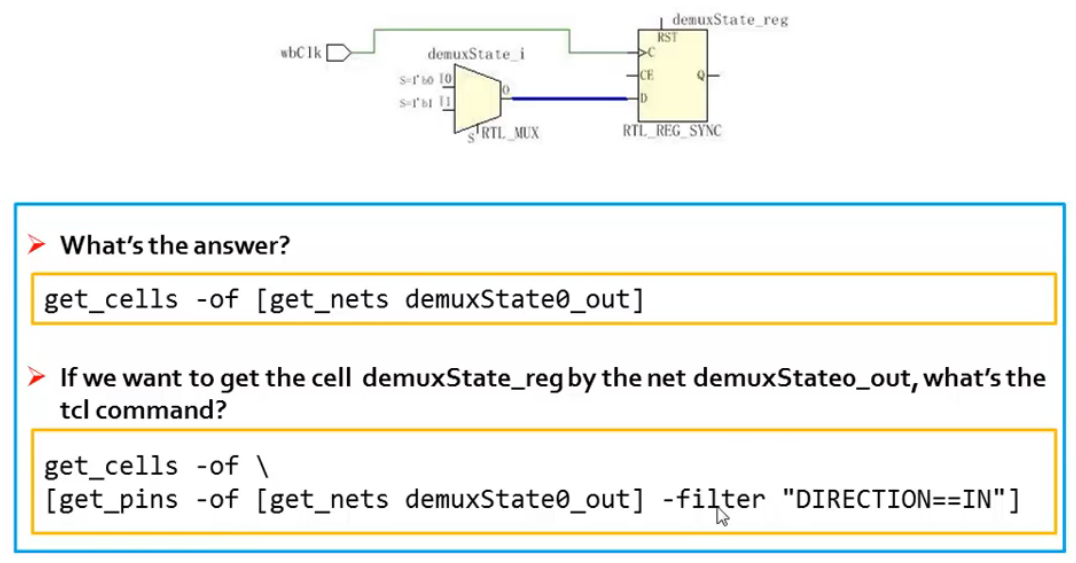 demuxState_reg
RST
wbClk
C
demuxState_i
S=1'b0 I0
CE
Q
O
S=1'b1 I1
D
S
RTL_MUX
RTL_REG_SYNC
➢ What's the answer?
get_cells -of [get_nets demuxState0_out]
➢ If we want to get the cell demuxState_reg by the net demuxStateo_out, what's the
tcl command?
get_cells -of \
[get_pins -of [get_nets demuxState0_out] -filter "DIRECTION==IN"]